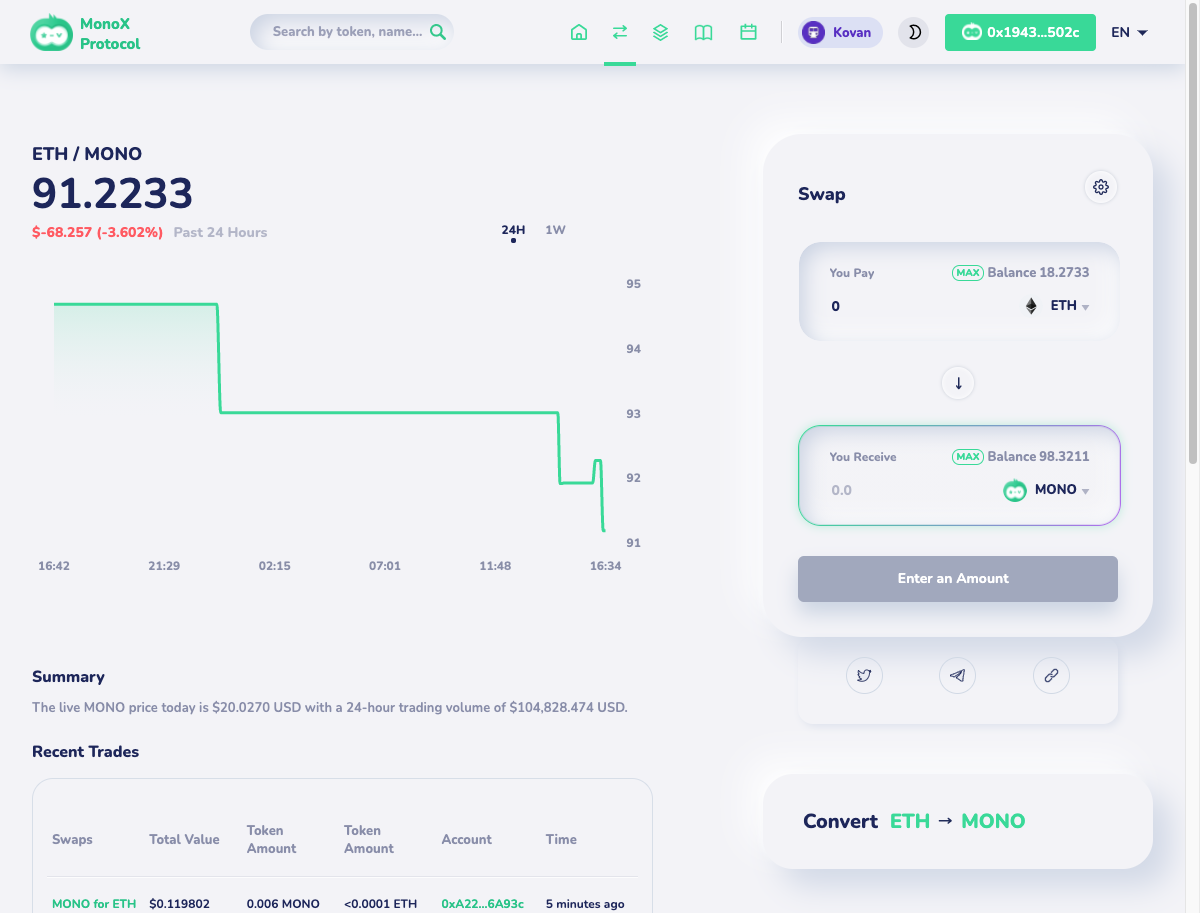 MonoX
Protocol
Search by token, name...
Kovan
0x1943...502c
EN
ETH / MONO
91.2233
$-68.257 (-3.602%) Past 24 Hours
24H 1W
95
94
93
92
91
16:42 21:29 02:15 07:01 11:48 16:34
Swap
You Pay MAX Balance 18.2733
0 ETH
You Receive MAX Balance 98.3211
0.0 MONO
Enter an Amount
Summary
The live MONO price today is $20.0270 USD with a 24-hour trading volume of $104,828.474 USD.
Recent Trades
Swaps Total Value Token Amount Token Amount Account Time
MONO for ETH $0.119802 0.006 MONO <0.0001 ETH 0xA22...6A93c 5 minutes ago
Convert ETH → MONO